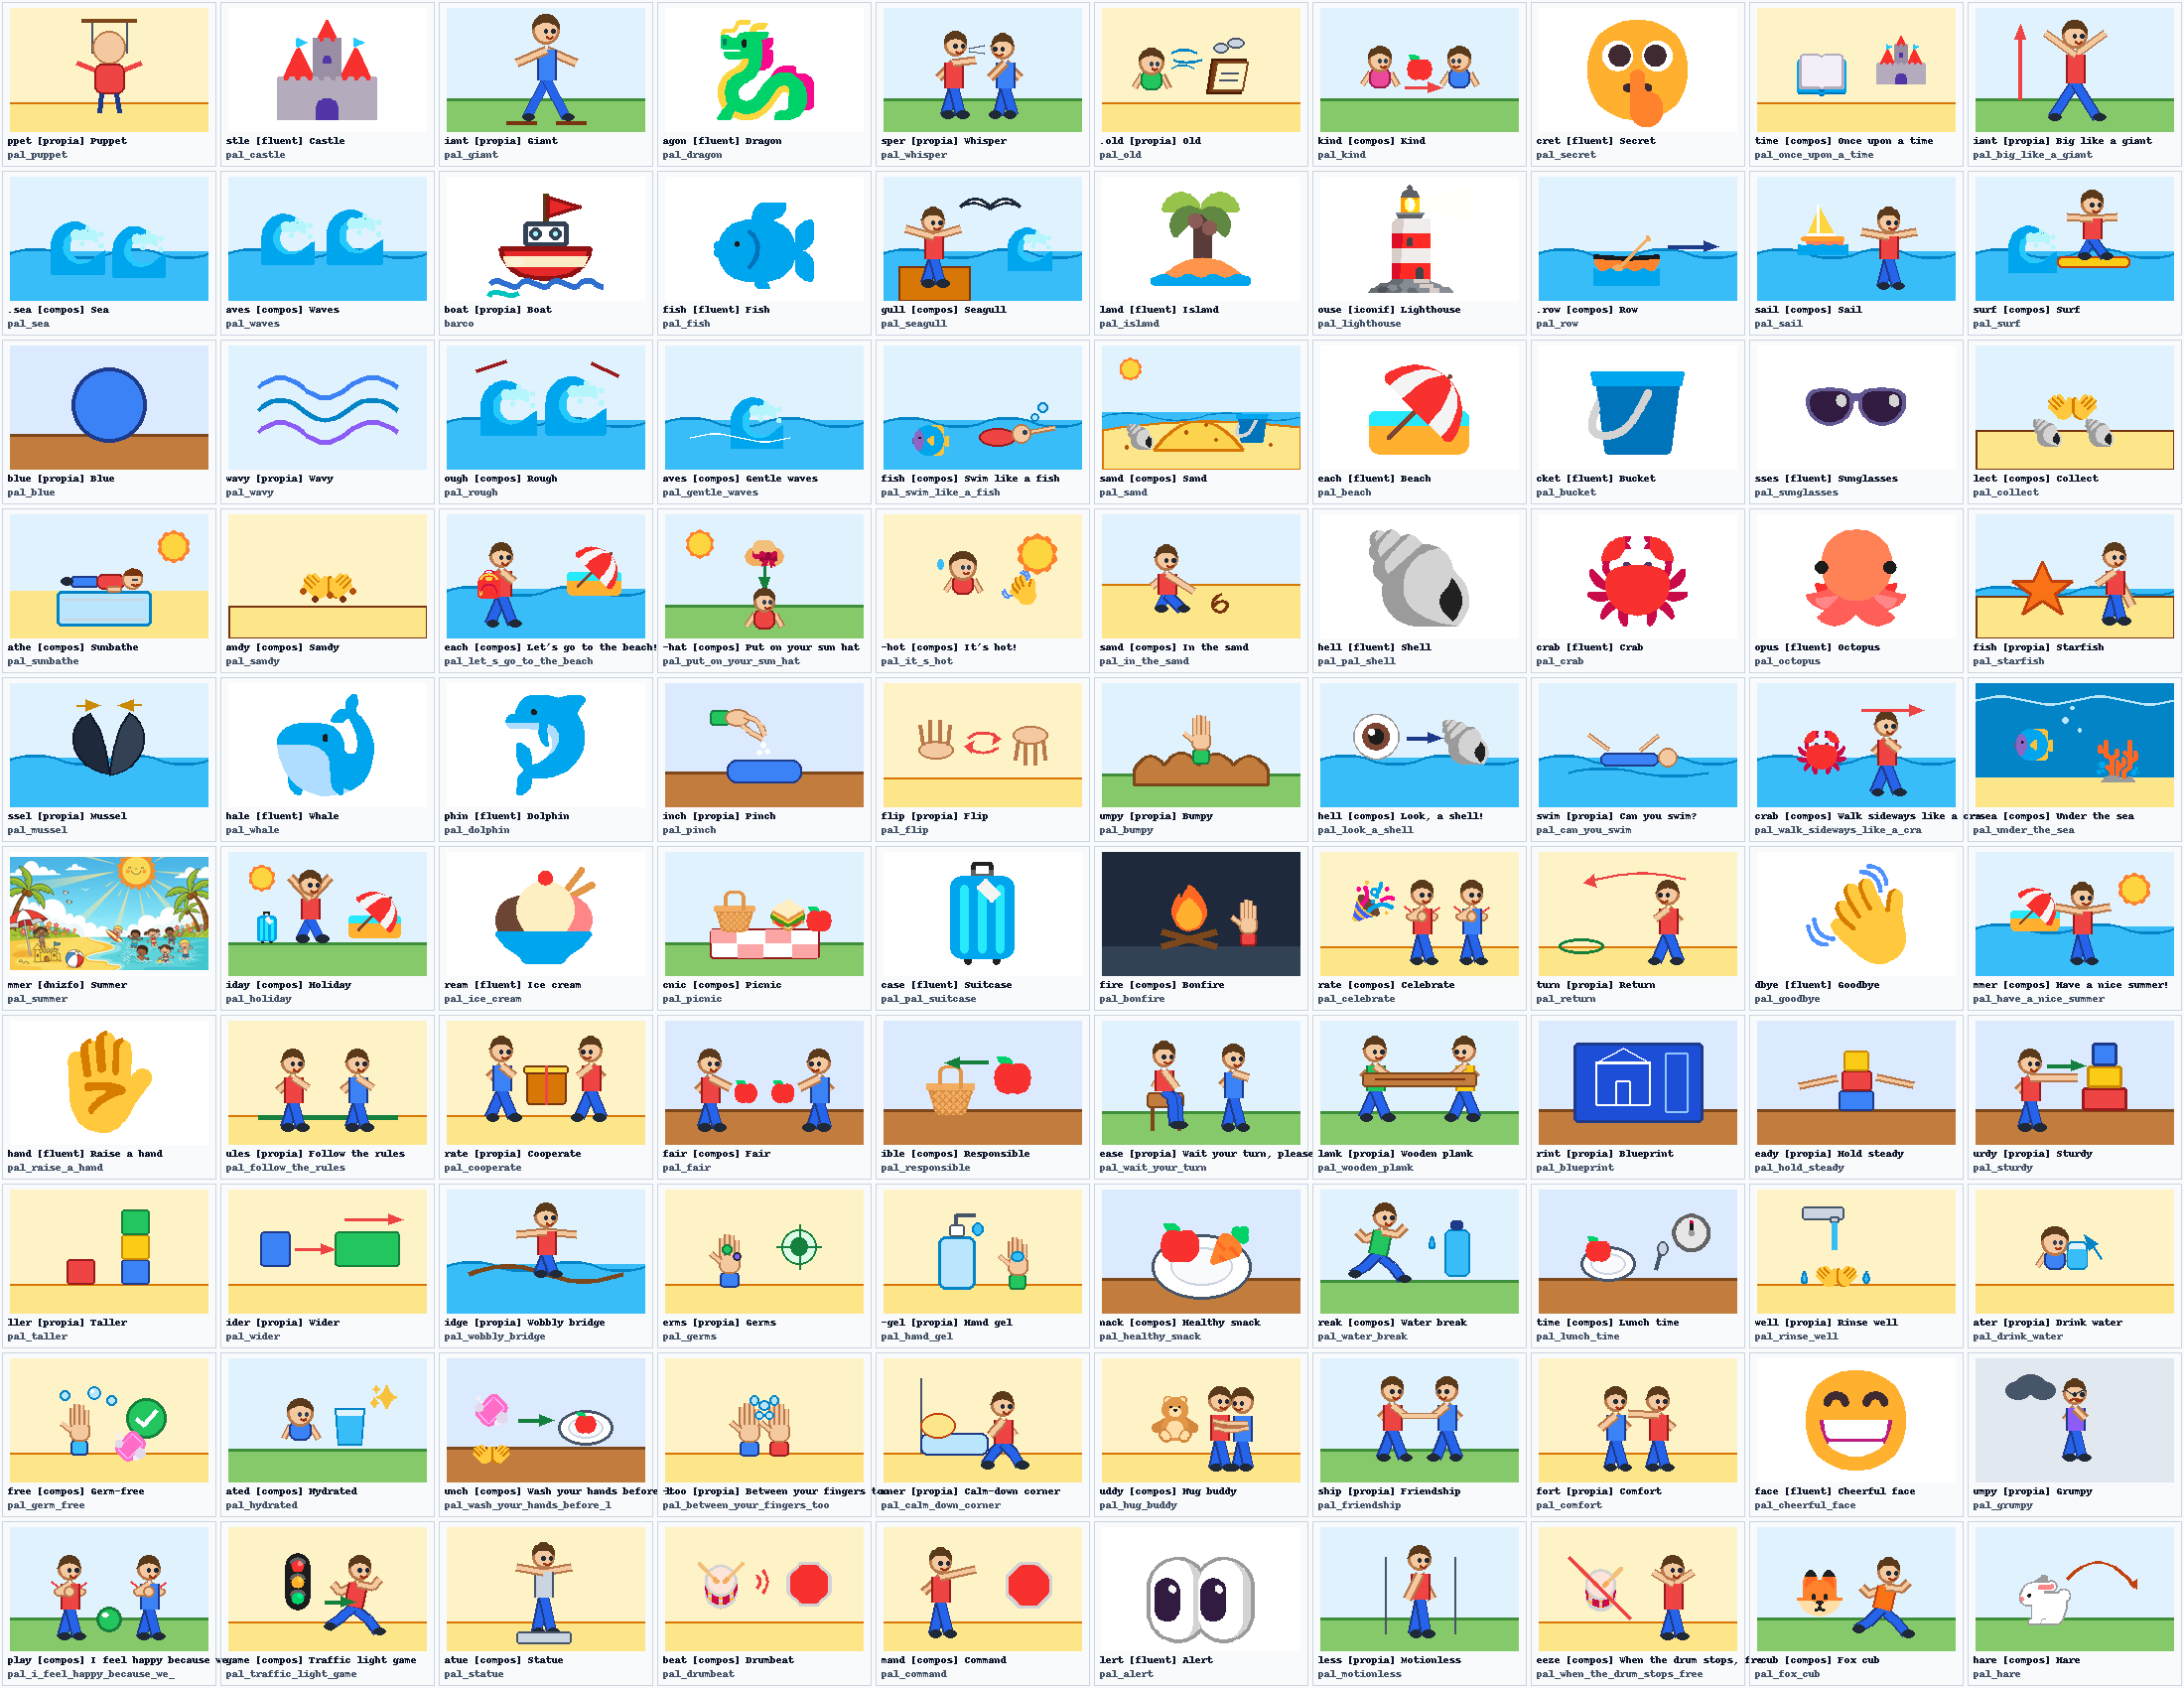 ppet [propia] Puppet
pal_puppet
stle [fluent] Castle
pal_castle
iant [propia] Giant
pal_giant
agon [fluent] Dragon
pal_dragon
sper [propia] Whisper
pal_whisper
.old [propia] Old
pal_old
kind [compos] Kind
pal_kind
cret [fluent] Secret
pal_secret
time [compos] Once upon a time
pal_once_upon_a_time
iant [propia] Big like a giant
pal_big_like_a_giant
.sea [compos] Sea
pal_sea
aves [compos] Waves
pal_waves
boat [propia] Boat
barco
fish [fluent] Fish
pal_fish
gull [compos] Seagull
pal_seagull
land [fluent] Island
pal_island
ouse [iconif] Lighthouse
pal_lighthouse
.row [compos] Row
pal_row
sail [compos] Sail
pal_sail
surf [compos] Surf
pal_surf
blue [propia] Blue
pal_blue
wavy [propia] Wavy
pal_wavy
ough [compos] Rough
pal_rough
aves [compos] Gentle waves
pal_gentle_waves
fish [compos] Swim like a fish
pal_swim_like_a_fish
sand [compos] Sand
pal_sand
each [fluent] Beach
pal_beach
cket [fluent] Bucket
pal_bucket
sses [fluent] Sunglasses
pal_sunglasses
lect [compos] Collect
pal_collect
athe [compos] Sunbathe
pal_sunbathe
andy [compos] Sandy
pal_sandy
each [compos] Let's go to the beach!
pal_let_s_go_to_the_beach
-hat [compos] Put on your sun hat
pal_put_on_your_sun_hat
-hot [compos] It's hot!
pal_it_s_hot
sand [compos] In the sand
pal_in_the_sand
hell [fluent] Shell
pal_pal_shell
crab [fluent] Crab
pal_crab
opus [fluent] Octopus
pal_octopus
fish [propia] Starfish
pal_starfish
ssel [propia] Mussel
pal_mussel
hale [fluent] Whale
pal_whale
phin [fluent] Dolphin
pal_dolphin
inch [propia] Pinch
pal_pinch
flip [propia] Flip
pal_flip
umpy [propia] Bumpy
pal_bumpy
hell [compos] Look, a shell!
pal_look_a_shell
swim [propia] Can you swim?
pal_can_you_swim
crab [compos] Walk sideways like a cra
pal_walk_sideways_like_a_cra
sea [compos] Under the sea
pal_under_the_sea
mmer [dnizfo] Summer
pal_summer
iday [compos] Holiday
pal_holiday
ream [fluent] Ice cream
pal_ice_cream
cnic [compos] Picnic
pal_picnic
case [fluent] Suitcase
pal_pal_suitcase
fire [compos] Bonfire
pal_bonfire
rate [compos] Celebrate
pal_celebrate
turn [propia] Return
pal_return
dbye [fluent] Goodbye
pal_goodbye
mmer [compos] Have a nice summer!
pal_have_a_nice_summer
hand [fluent] Raise a hand
pal_raise_a_hand
ules [propia] Follow the rules
pal_follow_the_rules
rate [propia] Cooperate
pal_cooperate
fair [compos] Fair
pal_fair
ible [compos] Responsible
pal_responsible
ease [propia] Wait your turn, please
pal_wait_your_turn
lank [propia] Wooden plank
pal_wooden_plank
rint [propia] Blueprint
pal_blueprint
eady [propia] Hold steady
pal_hold_steady
urdy [propia] Sturdy
pal_sturdy
ller [propia] Taller
pal_taller
ider [propia] Wider
pal_wider
idge [propia] Wobbly bridge
pal_wobbly_bridge
erms [propia] Germs
pal_germs
-gel [propia] Hand gel
pal_hand_gel
nack [compos] Healthy snack
pal_healthy_snack
reak [compos] Water break
pal_water_break
time [compos] Lunch time
pal_lunch_time
well [propia] Rinse well
pal_rinse_well
ater [propia] Drink water
pal_drink_water
free [compos] Germ-free
pal_germ_free
ated [compos] Hydrated
pal_hydrated
unch [compos] Wash your hands before
pal_wash_your_hands_before_l
too [propia] Between your fingers to
pal_between_your_fingers_too
rner [propia] Calm-down corner
pal_calm_down_corner
uddy [compos] Hug buddy
pal_hug_buddy
ship [propia] Friendship
pal_friendship
fort [propia] Comfort
pal_comfort
face [fluent] Cheerful face
pal_cheerful_face
umpy [propia] Grumpy
pal_grumpy
play [compos] I feel happy because we
pal_i_feel_happy_because_we_
game [compos] Traffic light game
pal_traffic_light_game
atue [compos] Statue
pal_statue
beat [compos] Drumbeat
pal_drumbeat
mand [compos] Command
pal_command
lert [fluent] Alert
pal_alert
less [propia] Motionless
pal_motionless
eeze [compos] When the drum stops, fre
pal_when_the_drum_stops_free
cub [compos] Fox cub
pal_fox_cub
hare [compos] Hare
pal_hare